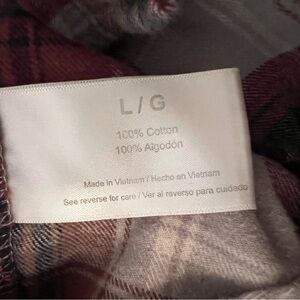 L / G
100% Cotton
100% Algodón
Made in Vietnam / Hecho en Vietnam
See reverse for care / Ver al reverso para cuidado